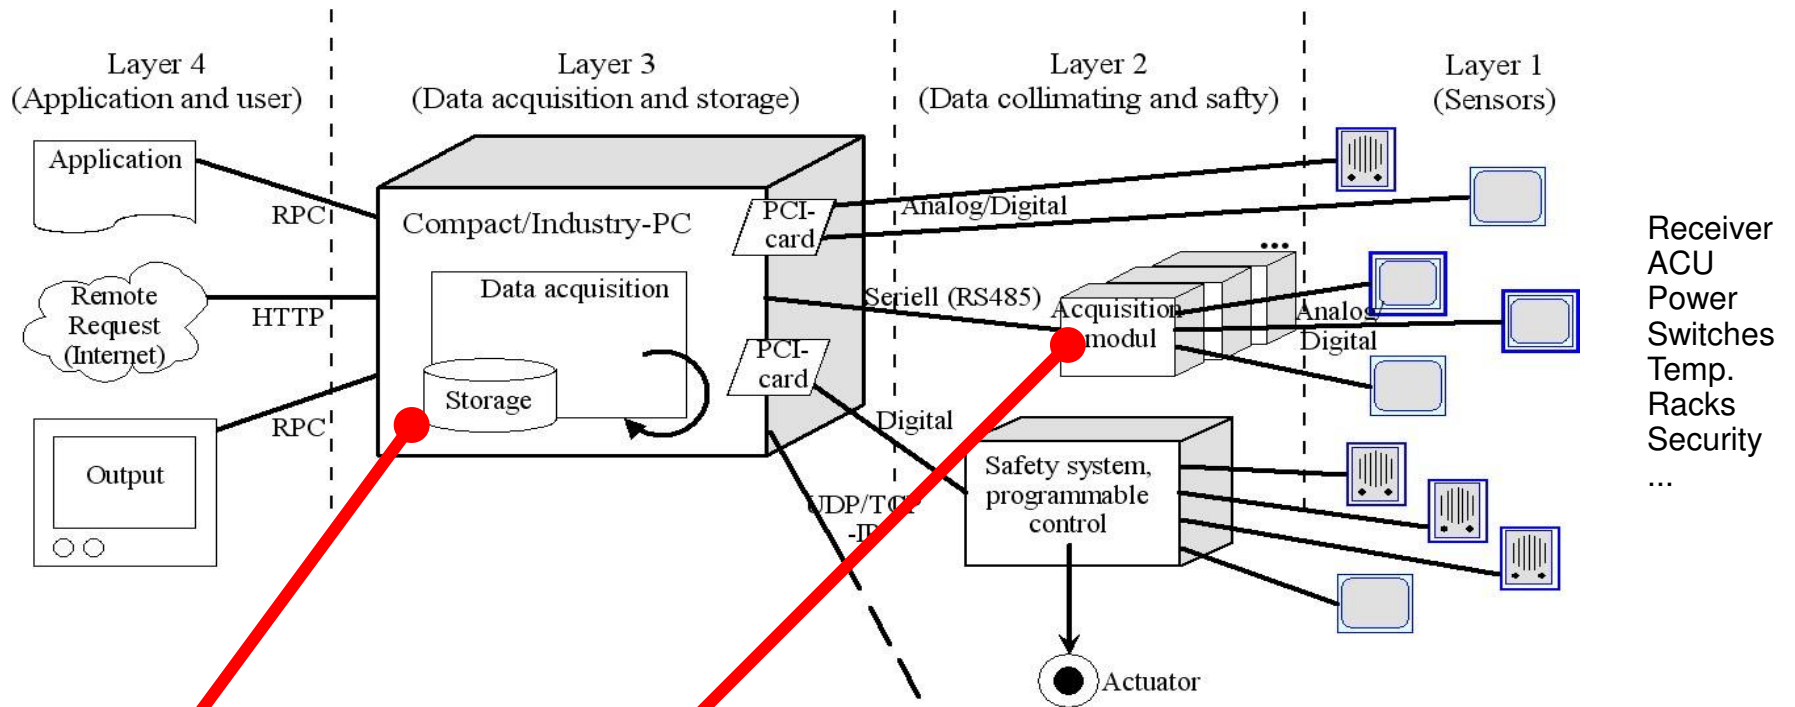 Layer 4
(Application and user)
Layer 3
(Data acquisition and storage)
Layer 2
(Data collimating and safty)
Layer 1
(Sensors)
Application
RPC
Remote
Request
(Internet)
HTTP
RPC
Output
Compact/Industry-PC
Data acquisition
Storage
PCI-
card
PCI-
card
Analog/Digital
Seriell (RS485)
Digital
UDP/TCP
-IP
...
Acquisition
modul
Analog/
Digital
Safety system,
programmable
control
Actuator
Receiver
ACU
Power
Switches
Temp.
Racks
Security
...